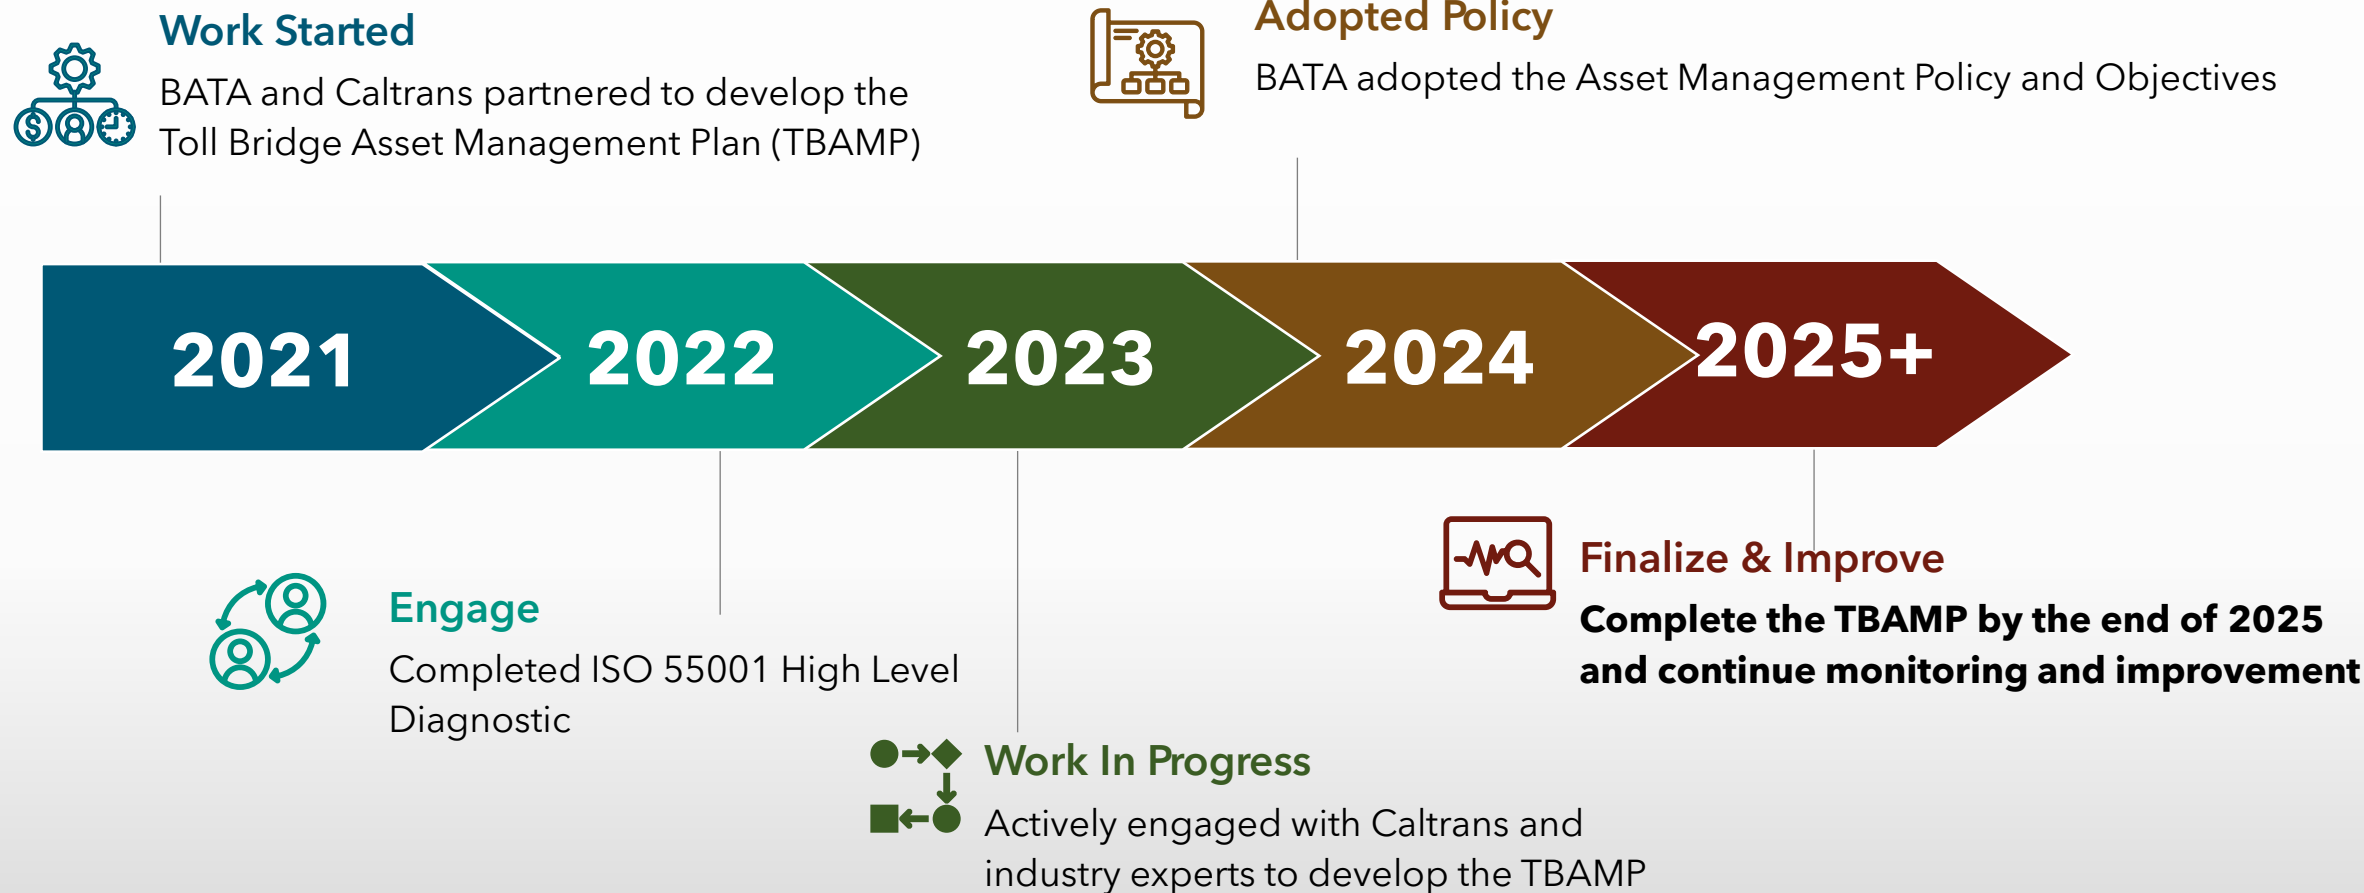 Work Started
BATA and Caltrans partnered to develop the
Toll Bridge Asset Management Plan (TBAMP)
Adopted Policy
BATA adopted the Asset Management Policy and Objectives
2021
2022
2023
2024
2025+
Engage
Completed ISO 55001 High Level
Diagnostic
Work In Progress
Actively engaged with Caltrans and
industry experts to develop the TBAMP
Finalize & Improve
Complete the TBAMP by the end of 2025
and continue monitoring and improvement